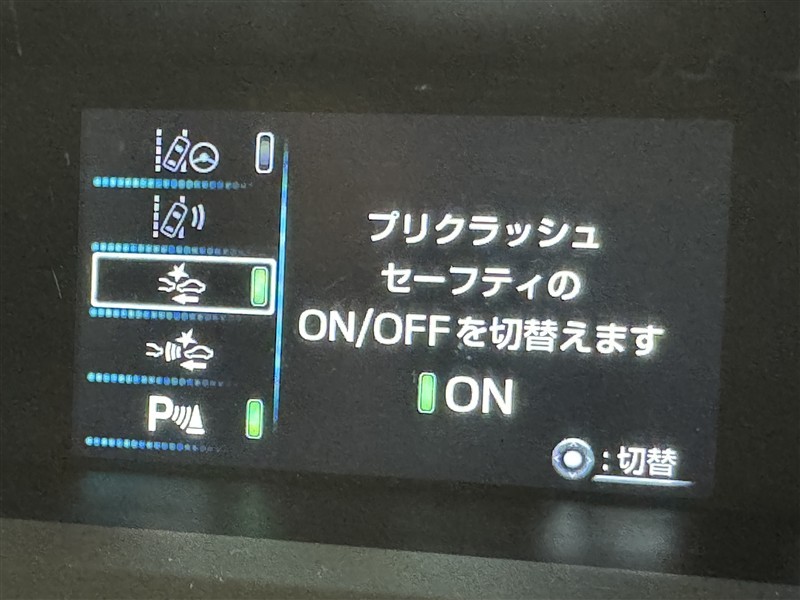 プリクラッシュ
セーフティの
ON/OFFを切替えます
ON
P
:切替